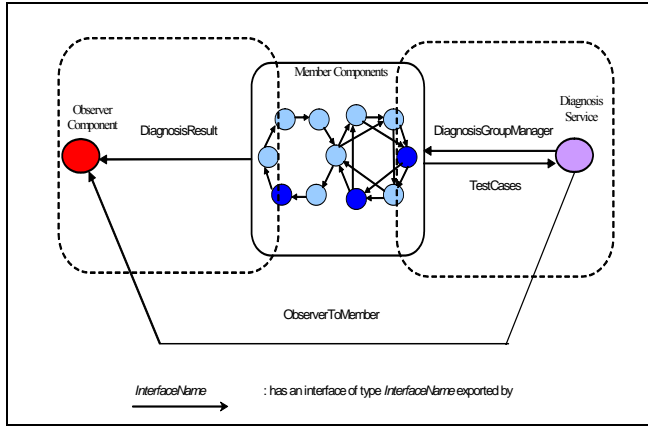 Member Components
Observer
Component
Diagnosis
Service
DiagnosisResult
DiagnosisGroupManager
TestCases
ObserverToMember
InterfaceName : has an interface of type InterfaceName exported by